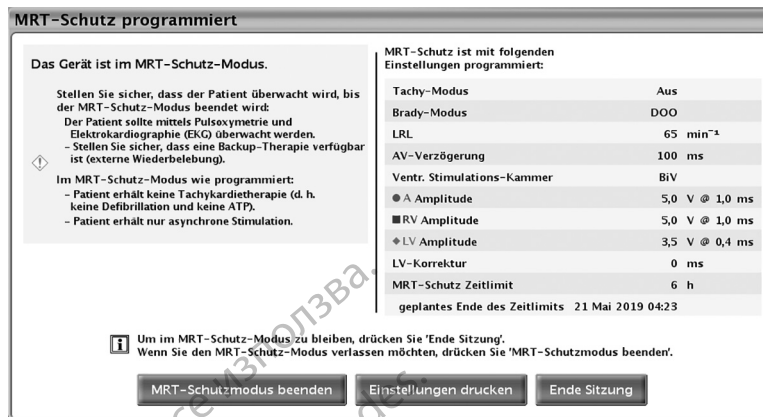 MRT-Schutz programmiert
Das Gerät ist im MRT-Schutz-Modus.
Stellen Sie sicher, dass der Patient überwacht wird, bis
der MRT-Schutz-Modus beendet wird:
Der Patient sollte mittels Pulsoxymetrie und
Elektrokardiographie (EKG) überwacht werden.
- Stellen Sie sicher, dass eine Backup-Therapie verfügbar
ist (externe Wiederbelebung).
Im MRT-Schutz-Modus wie programmiert:
- Patient erhält keine Tachykardietherapie (d. h.
keine Defibrillation und keine ATP).
- Patient erhält nur asynchrone Stimulation.
MRT-Schutz ist mit folgenden
Einstellungen programmiert:
Tachy-Modus Aus
Brady-Modus DOO
LRL 65 min⁻¹
AV-Verzögerung 100 ms
Ventr. Stimulations-Kammer BiV
A Amplitude 5,0 V @ 1,0 ms
RV Amplitude 5,0 V @ 1,0 ms
LV Amplitude 3,5 V @ 0,4 ms
LV-Korrektur 0 ms
MRT-Schutz Zeitlimit 6 h
geplantes Ende des Zeitlimits 21 Mai 2019 04:23
Um im MRT-Schutz-Modus zu bleiben, drücken Sie 'Ende Sitzung'.
Wenn Sie den MRT-Schutz-Modus verlassen möchten, drücken Sie 'MRT-Schutzmodus beenden'.
MRT-Schutzmodus beenden Einstellungen drucken Ende Sitzung